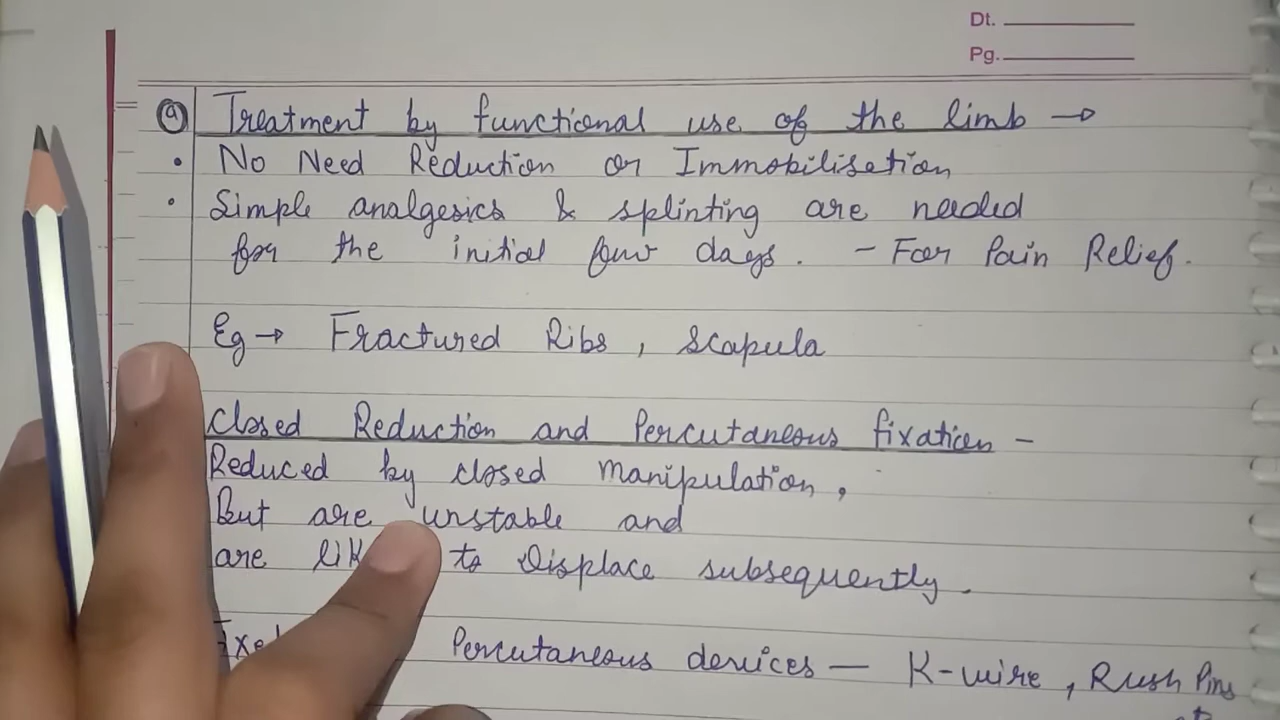 Dt.
Pg.
a) Treatment by functional use of the limb →
• No Need Reduction or Immobilisation
• Simple analgesics & splinting are needed
for the initial few days. - For Pain Relief.
Eg → Fractured Ribs, Scapula
Closed Reduction and Percutaneous fixation -
Reduced by closed manipulation,
But are unstable and
are to Displace subsequently.
Percutaneous devices — K-wire, Rush Pins